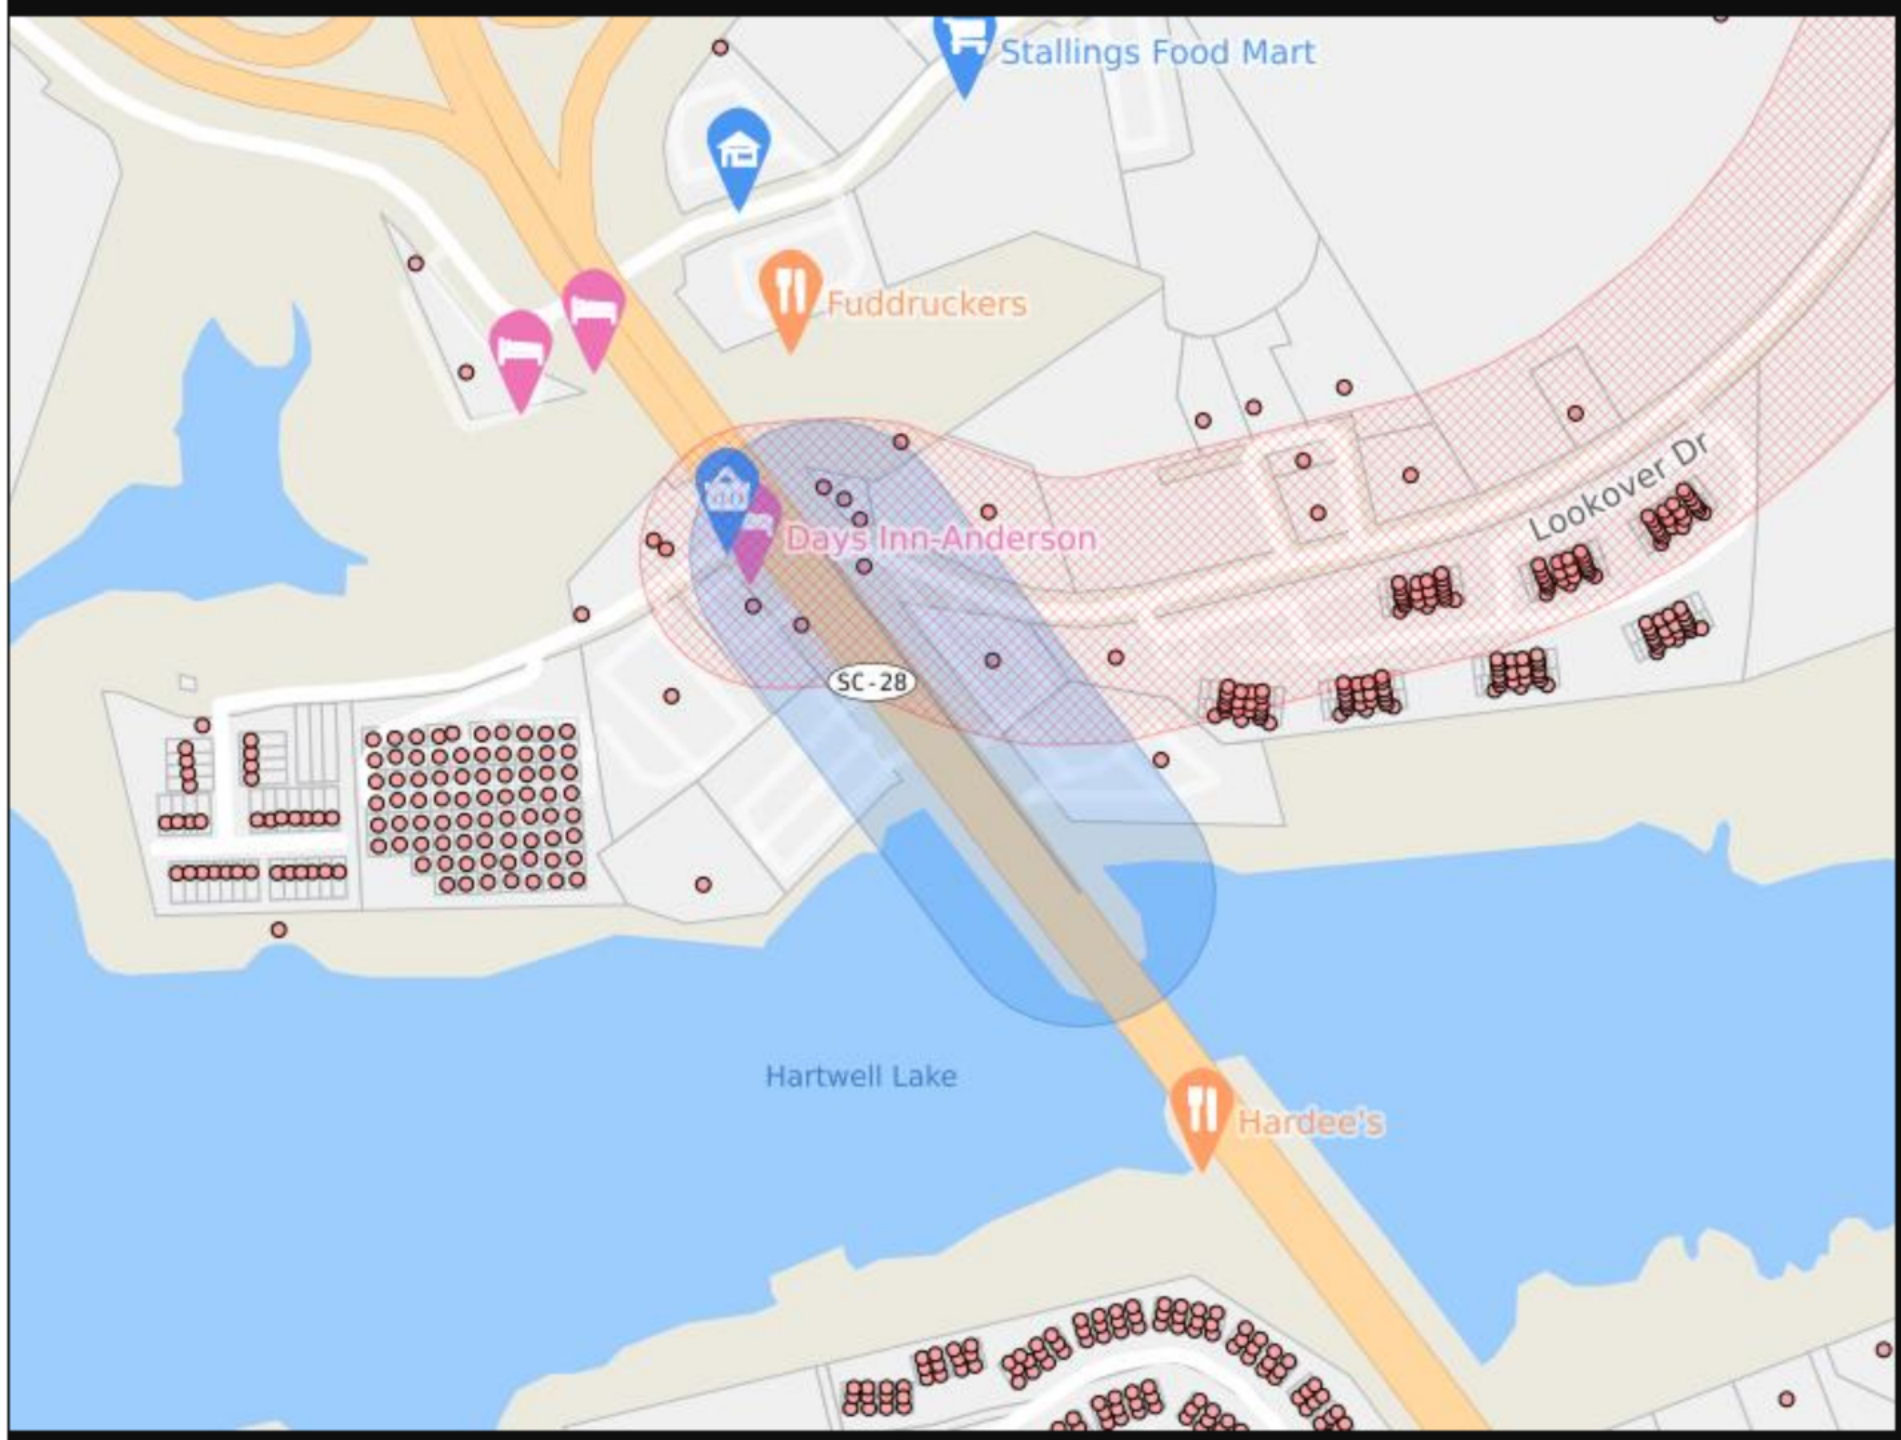 Stallings Food Mart
Fuddruckers
Lookover Dr
Days Inn-Anderson
SC-28
Hartwell Lake
Hardee's